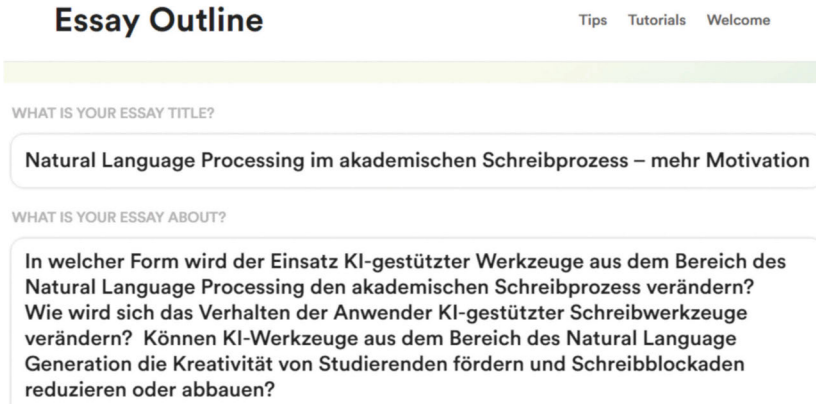 Essay Outline
Tips Tutorials Welcome
WHAT IS YOUR ESSAY TITLE?
Natural Language Processing im akademischen Schreibprozess – mehr Motivation
WHAT IS YOUR ESSAY ABOUT?
In welcher Form wird der Einsatz KI-gestützter Werkzeuge aus dem Bereich des
Natural Language Processing den akademischen Schreibprozess verändern?
Wie wird sich das Verhalten der Anwender KI-gestützter Schreibwerkzeuge
verändern? Können KI-Werkzeuge aus dem Bereich des Natural Language
Generation die Kreativität von Studierenden fördern und Schreibblockaden
reduzieren oder abbauen?